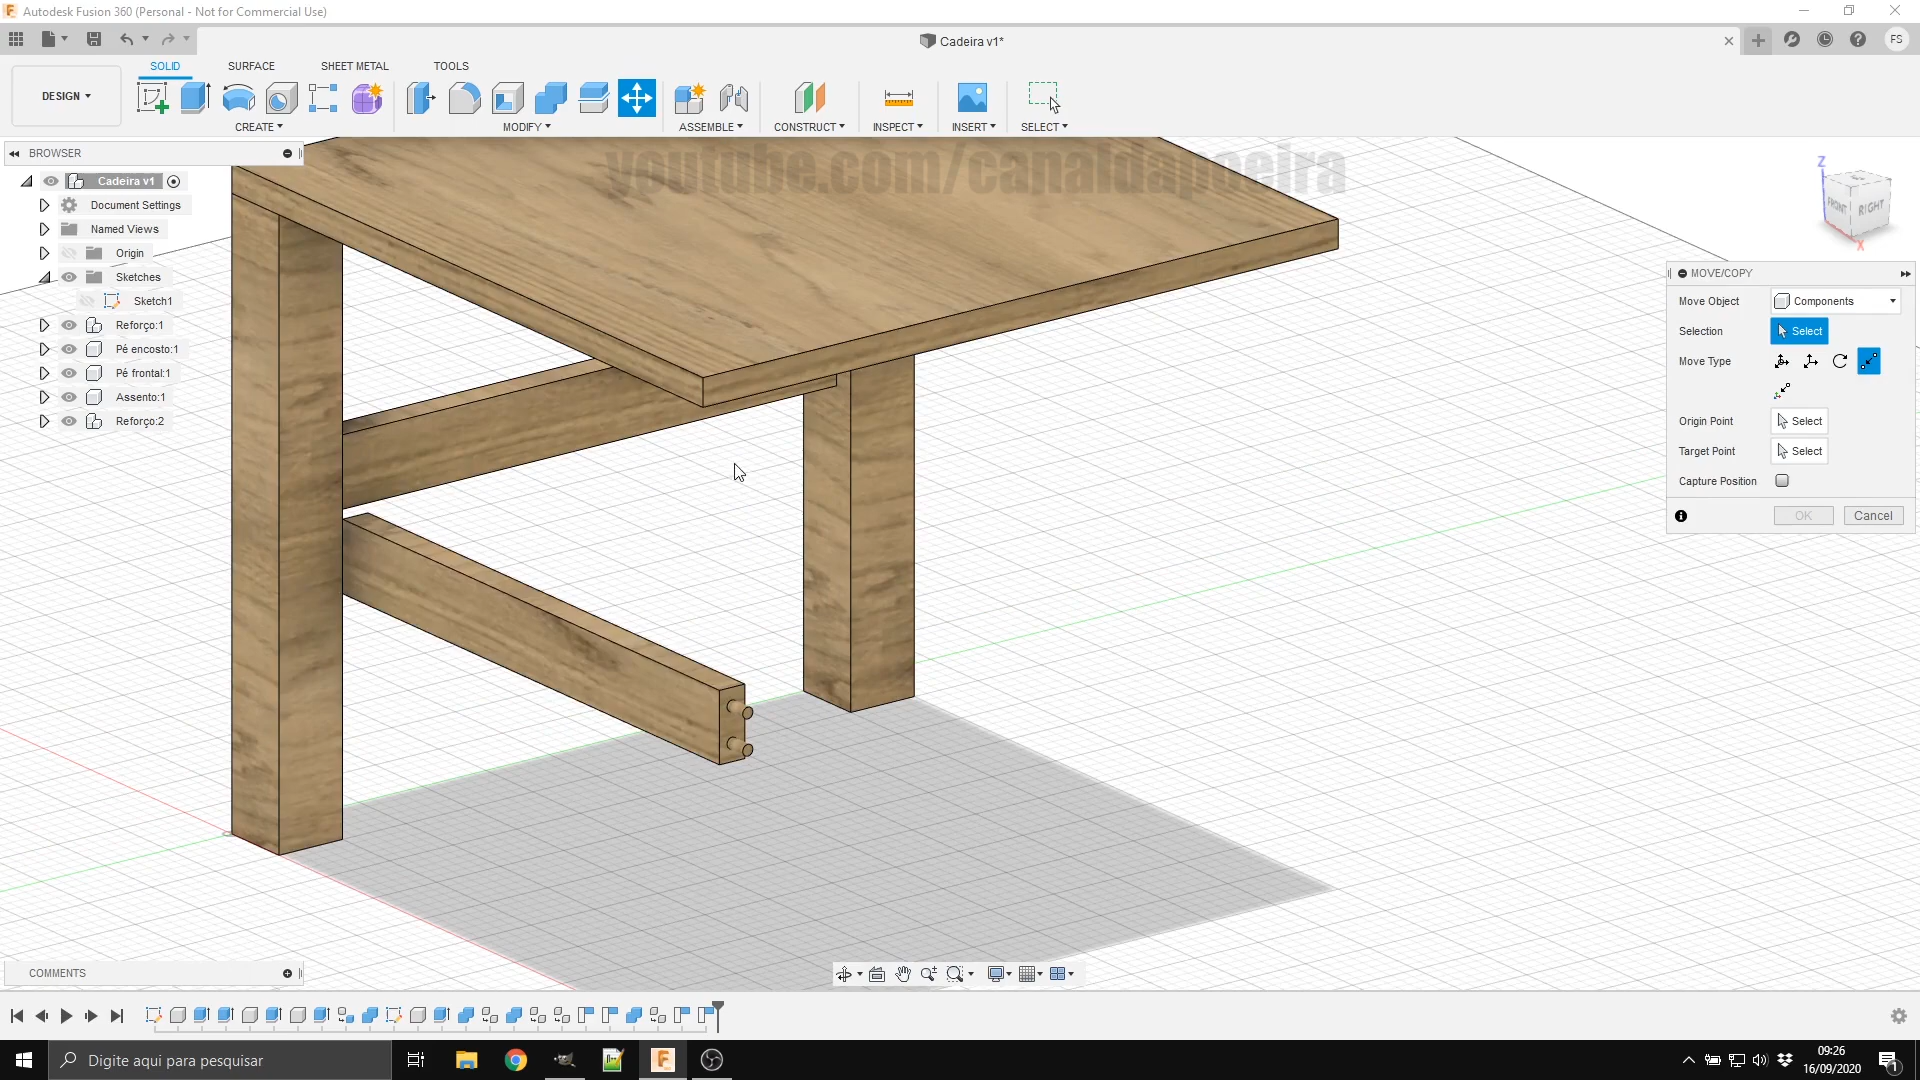 Autodesk Fusion 360 (Personal - Not for Commercial Use)
Cadeira v1*
FS
DESIGN
SOLID
SURFACE
SHEET METAL
TOOLS
CREATE
MODIFY
ASSEMBLE
CONSTRUCT
INSPECT
INSERT
SELECT
BROWSER
youtube.com/canaldapoeira
Cadeira v1
Document Settings
Named Views
Origin
Sketches
Sketch1
Reforço:1
Pé encosto:1
Pé frontal:1
Assento:1
Reforço:2
Z
FRONT
RIGHT
X
MOVE/COPY
Move Object
Components
Selection
Select
Move Type
Origin Point
Select
Target Point
Select
Capture Position
OK
Cancel
COMMENTS
Digite aqui para pesquisar
09:26
16/09/2020
1